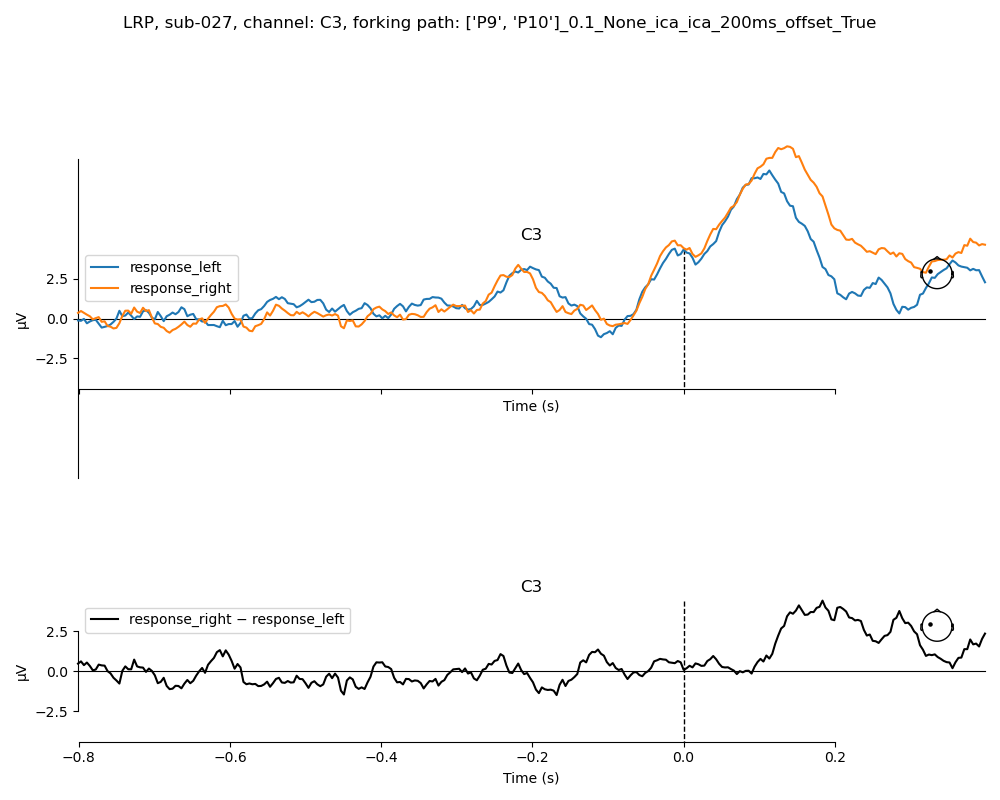 LRP, sub-027, channel: C3, forking path: ['P9', 'P10']_0.1_None_ica_ica_200ms_offset_True
C3
response_left
response_right
2.5
0.0
−2.5
µV
Time (s)
C3
response_right − response_left
2.5
0.0
−2.5
µV
−0.8
−0.6
−0.4
−0.2
0.0
0.2
Time (s)